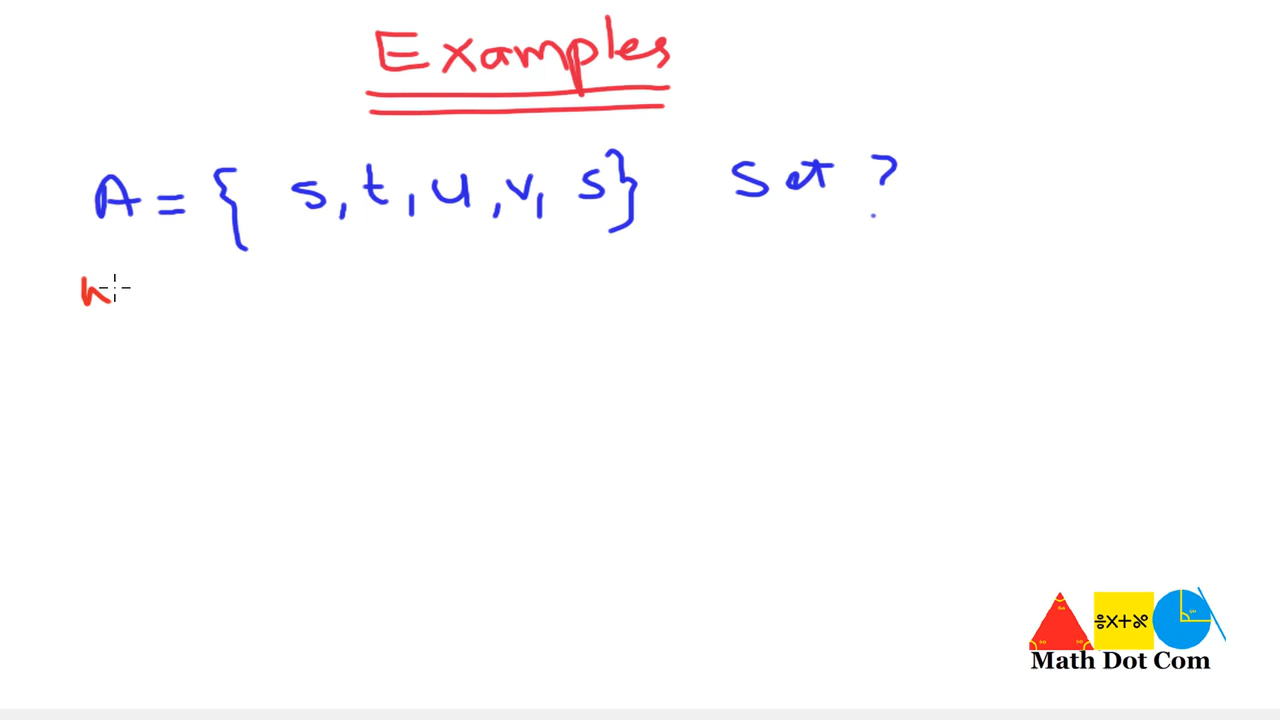 Examples
A = { s, t, u, v, s} Set ?
÷×+%
Math Dot Com